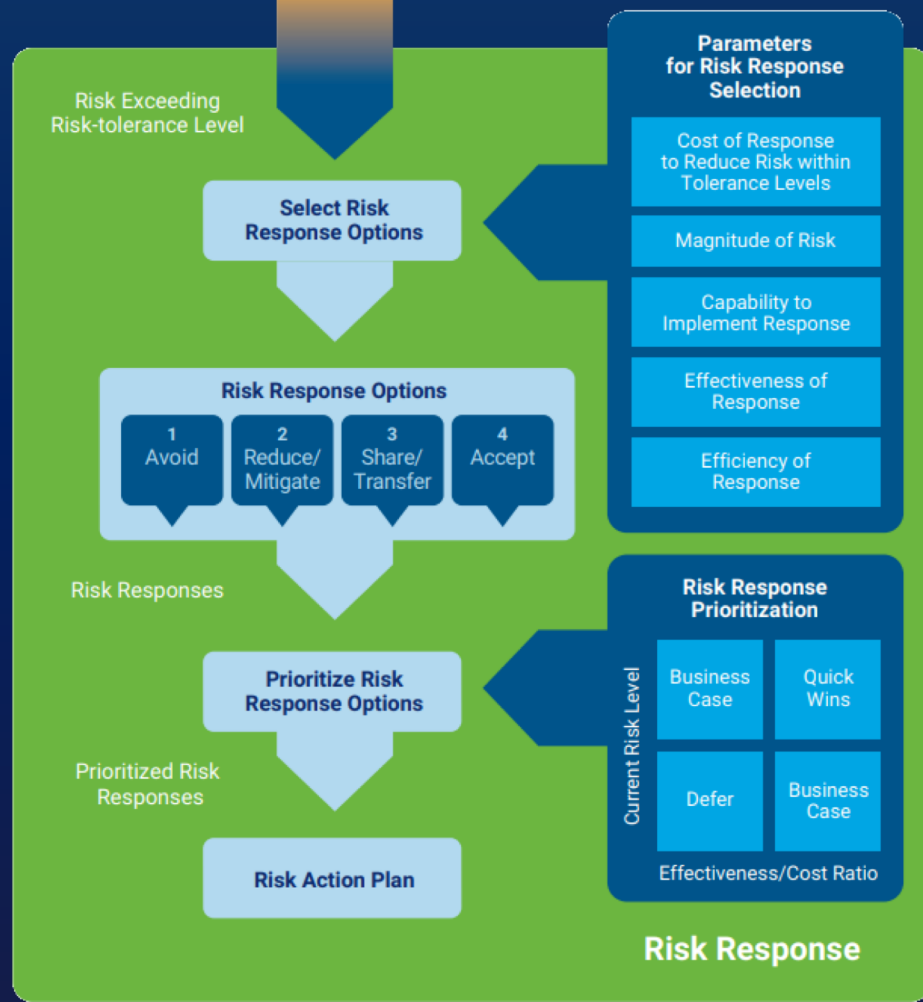 Risk Exceeding
Risk-tolerance Level
Select Risk
Response Options
Risk Response Options
1
Avoid
2
Reduce/
Mitigate
3
Share/
Transfer
4
Accept
Risk Responses
Prioritize Risk
Response Options
Prioritized Risk
Responses
Risk Action Plan
Parameters
for Risk Response
Selection
Cost of Response
to Reduce Risk within
Tolerance Levels
Magnitude of Risk
Capability to
Implement Response
Effectiveness of
Response
Efficiency of
Response
Risk Response
Prioritization
Current Risk Level
Business
Case
Quick
Wins
Defer
Business
Case
Effectiveness/Cost Ratio
Risk Response